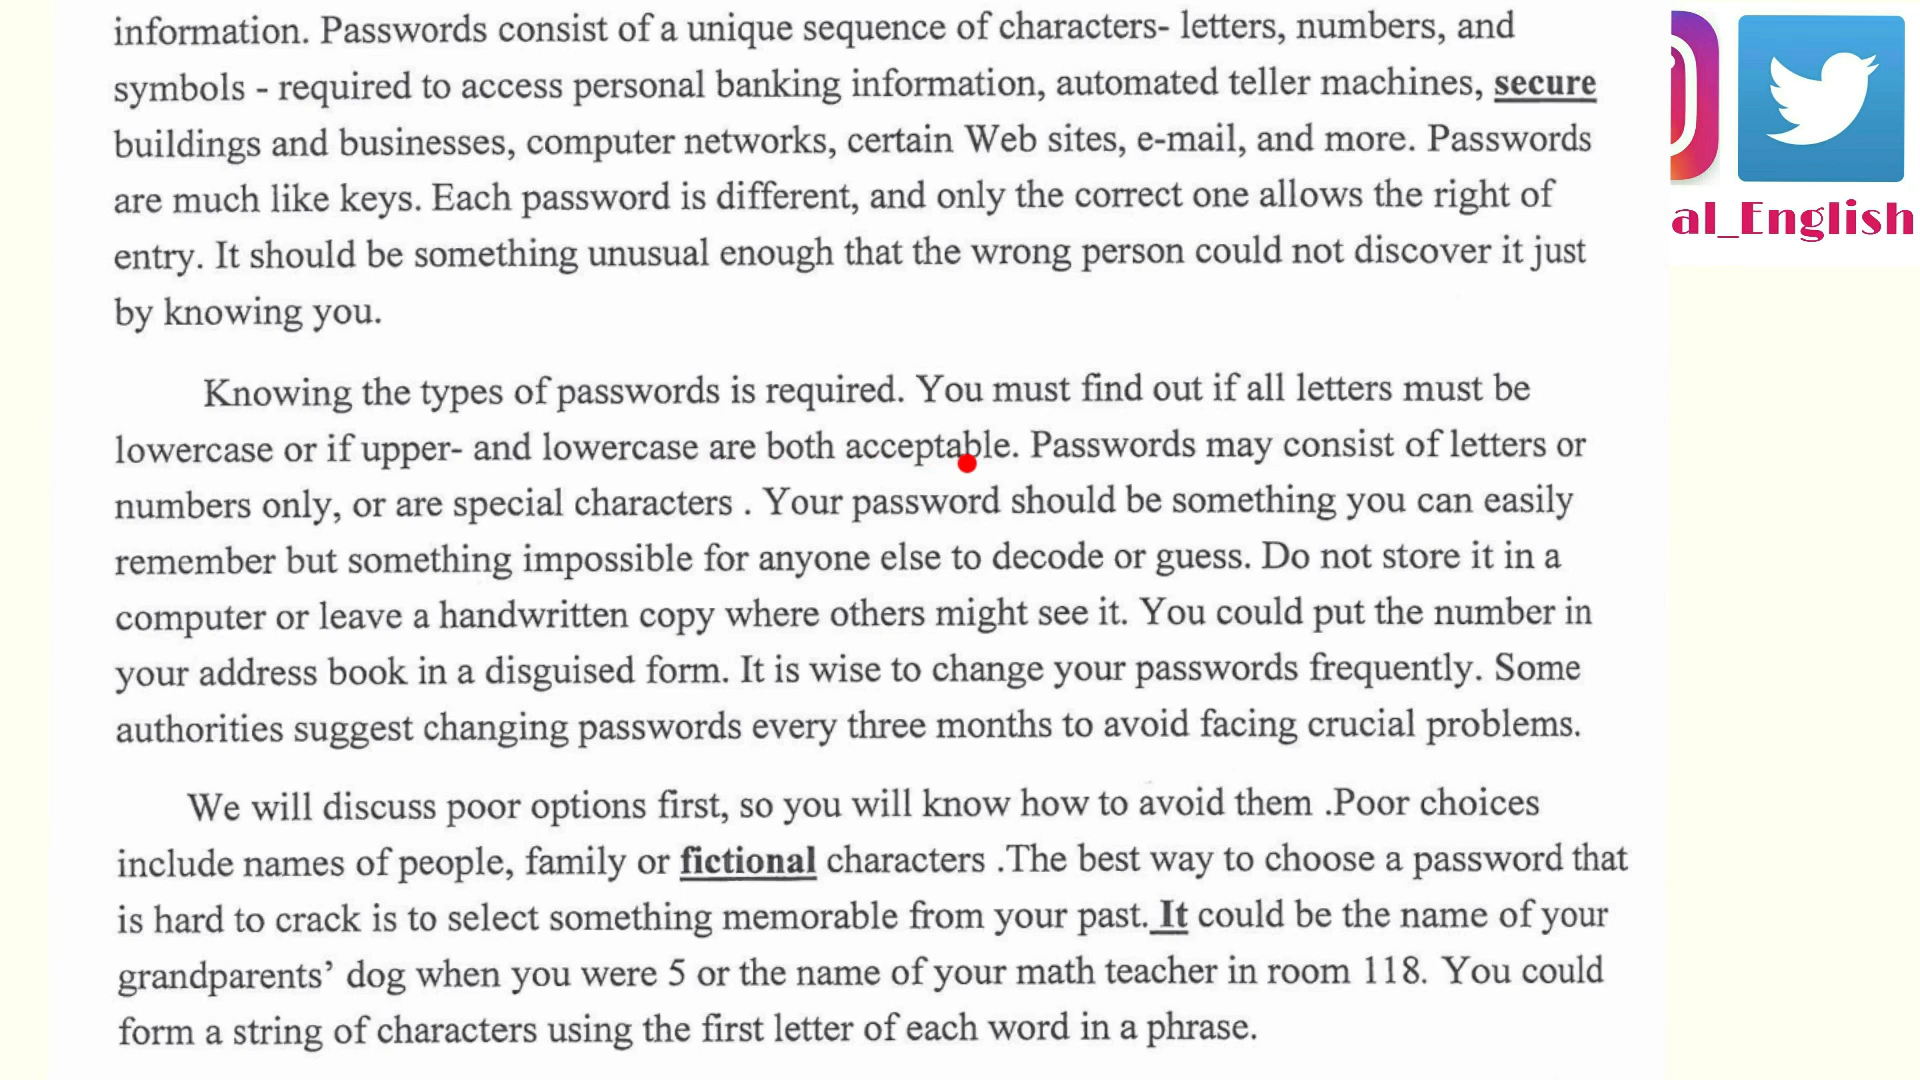 information. Passwords consist of a unique sequence of characters- letters, numbers, and
symbols - required to access personal banking information, automated teller machines, secure
buildings and businesses, computer networks, certain Web sites, e-mail, and more. Passwords
are much like keys. Each password is different, and only the correct one allows the right of
entry. It should be something unusual enough that the wrong person could not discover it just
by knowing you.
Knowing the types of passwords is required. You must find out if all letters must be
lowercase or if upper- and lowercase are both acceptable. Passwords may consist of letters or
numbers only, or are special characters . Your password should be something you can easily
remember but something impossible for anyone else to decode or guess. Do not store it in a
computer or leave a handwritten copy where others might see it. You could put the number in
your address book in a disguised form. It is wise to change your passwords frequently. Some
authorities suggest changing passwords every three months to avoid facing crucial problems.
We will discuss poor options first, so you will know how to avoid them .Poor choices
include names of people, family or fictional characters .The best way to choose a password that
is hard to crack is to select something memorable from your past. It could be the name of your
grandparents’ dog when you were 5 or the name of your math teacher in room 118. You could
form a string of characters using the first letter of each word in a phrase.
al_English